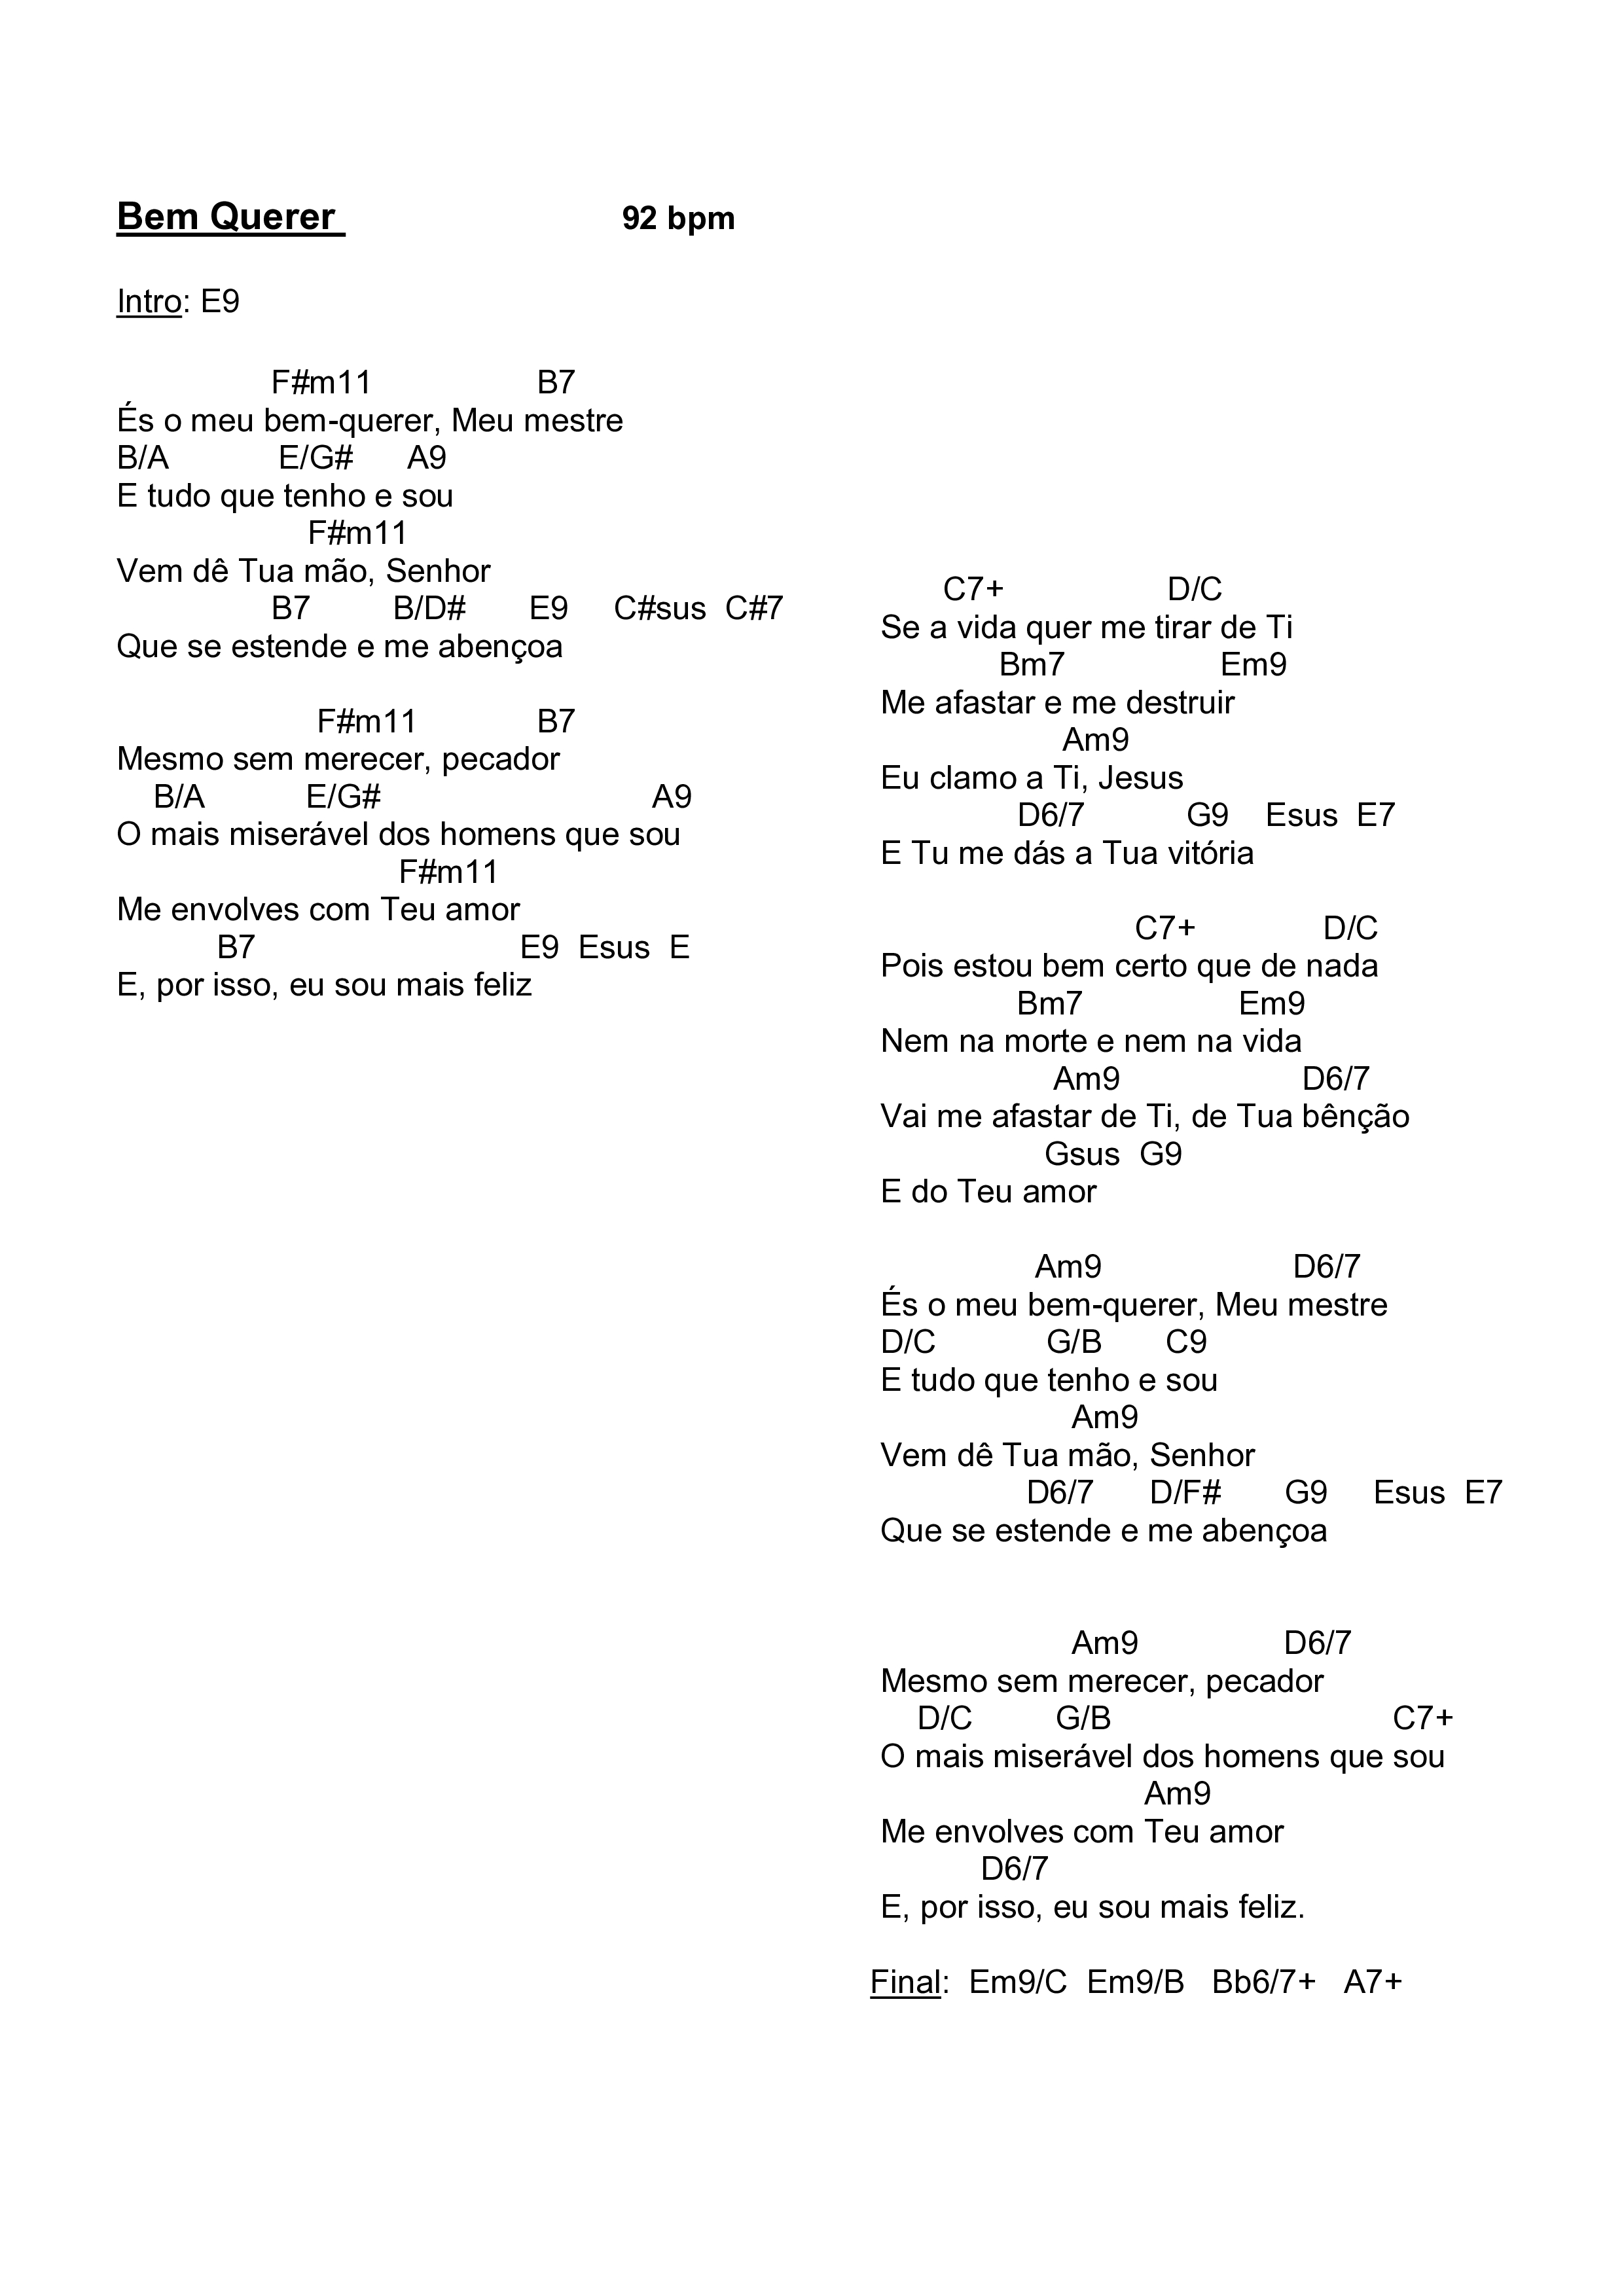 Bem Querer 92 bpm
Intro: E9
F#m11 B7
És o meu bem-querer, Meu mestre
B/A E/G# A9
E tudo que tenho e sou
F#m11
Vem dê Tua mão, Senhor
B7 B/D# E9 C#sus C#7
Que se estende e me abençoa
F#m11 B7
Mesmo sem merecer, pecador
B/A E/G# A9
O mais miserável dos homens que sou
F#m11
Me envolves com Teu amor
B7 E9 Esus E
E, por isso, eu sou mais feliz
C7+ D/C
Se a vida quer me tirar de Ti
Bm7 Em9
Me afastar e me destruir
Am9
Eu clamo a Ti, Jesus
D6/7 G9 Esus E7
E Tu me dás a Tua vitória
C7+ D/C
Pois estou bem certo que de nada
Bm7 Em9
Nem na morte e nem na vida
Am9 D6/7
Vai me afastar de Ti, de Tua bênção
Gsus G9
E do Teu amor
Am9 D6/7
És o meu bem-querer, Meu mestre
D/C G/B C9
E tudo que tenho e sou
Am9
Vem dê Tua mão, Senhor
D6/7 D/F# G9 Esus E7
Que se estende e me abençoa
Am9 D6/7
Mesmo sem merecer, pecador
D/C G/B C7+
O mais miserável dos homens que sou
Am9
Me envolves com Teu amor
D6/7
E, por isso, eu sou mais feliz.
Final: Em9/C Em9/B Bb6/7+ A7+